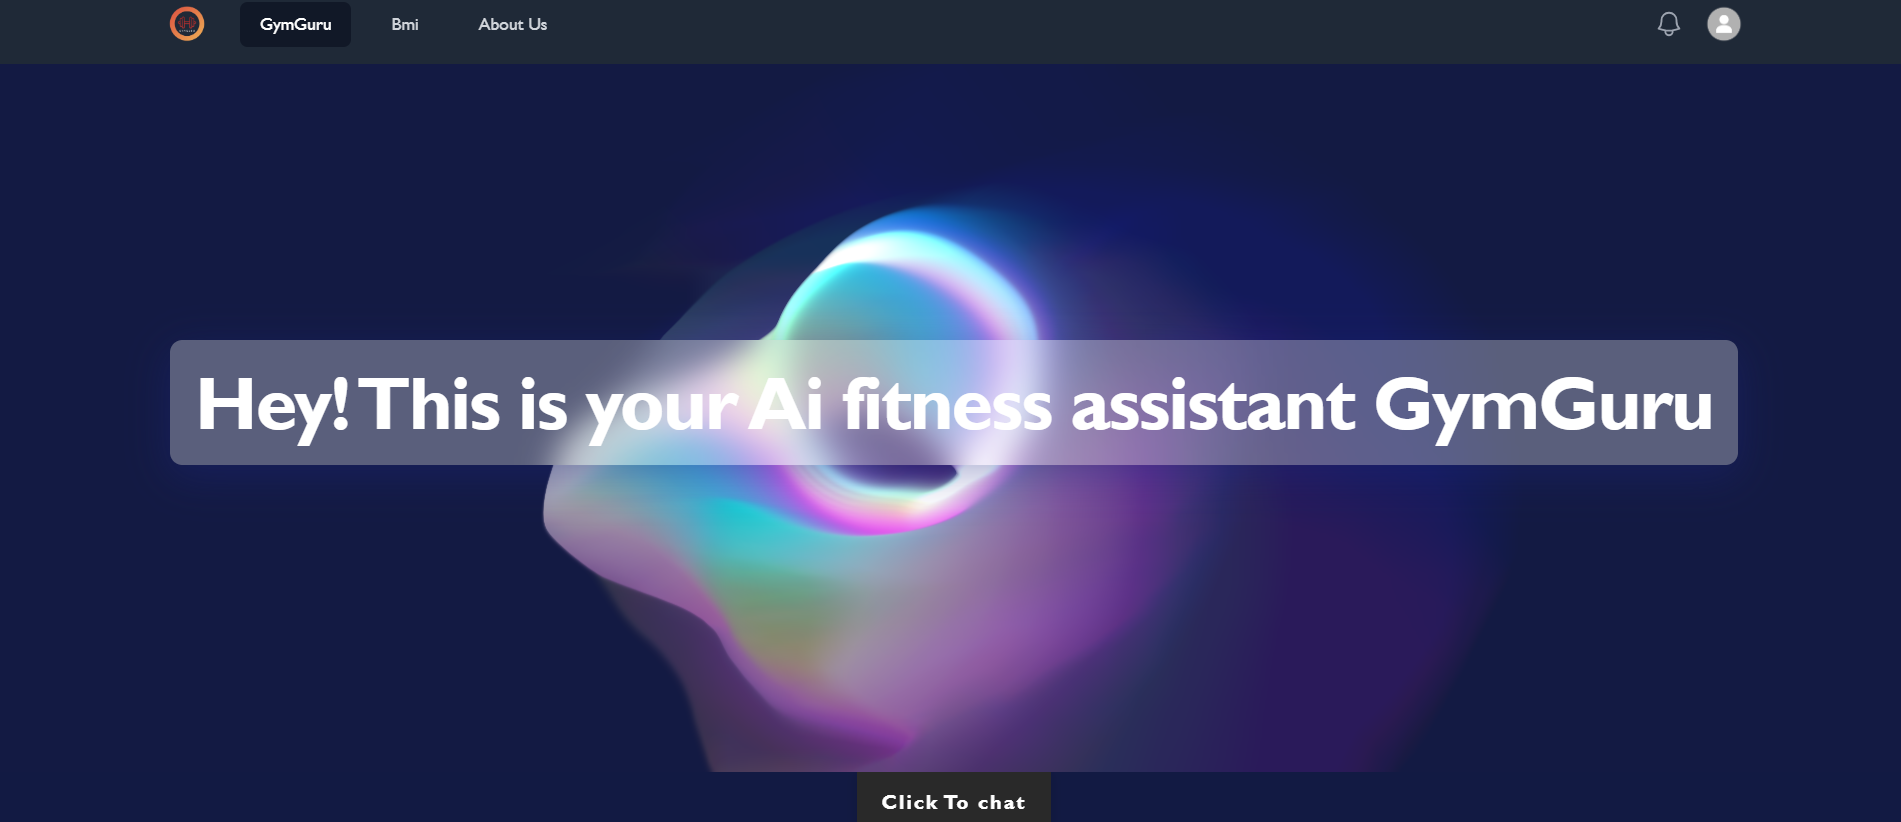 GymGuru
Bmi
About Us
Hey! This is your Ai fitness assistant GymGuru
Click To chat